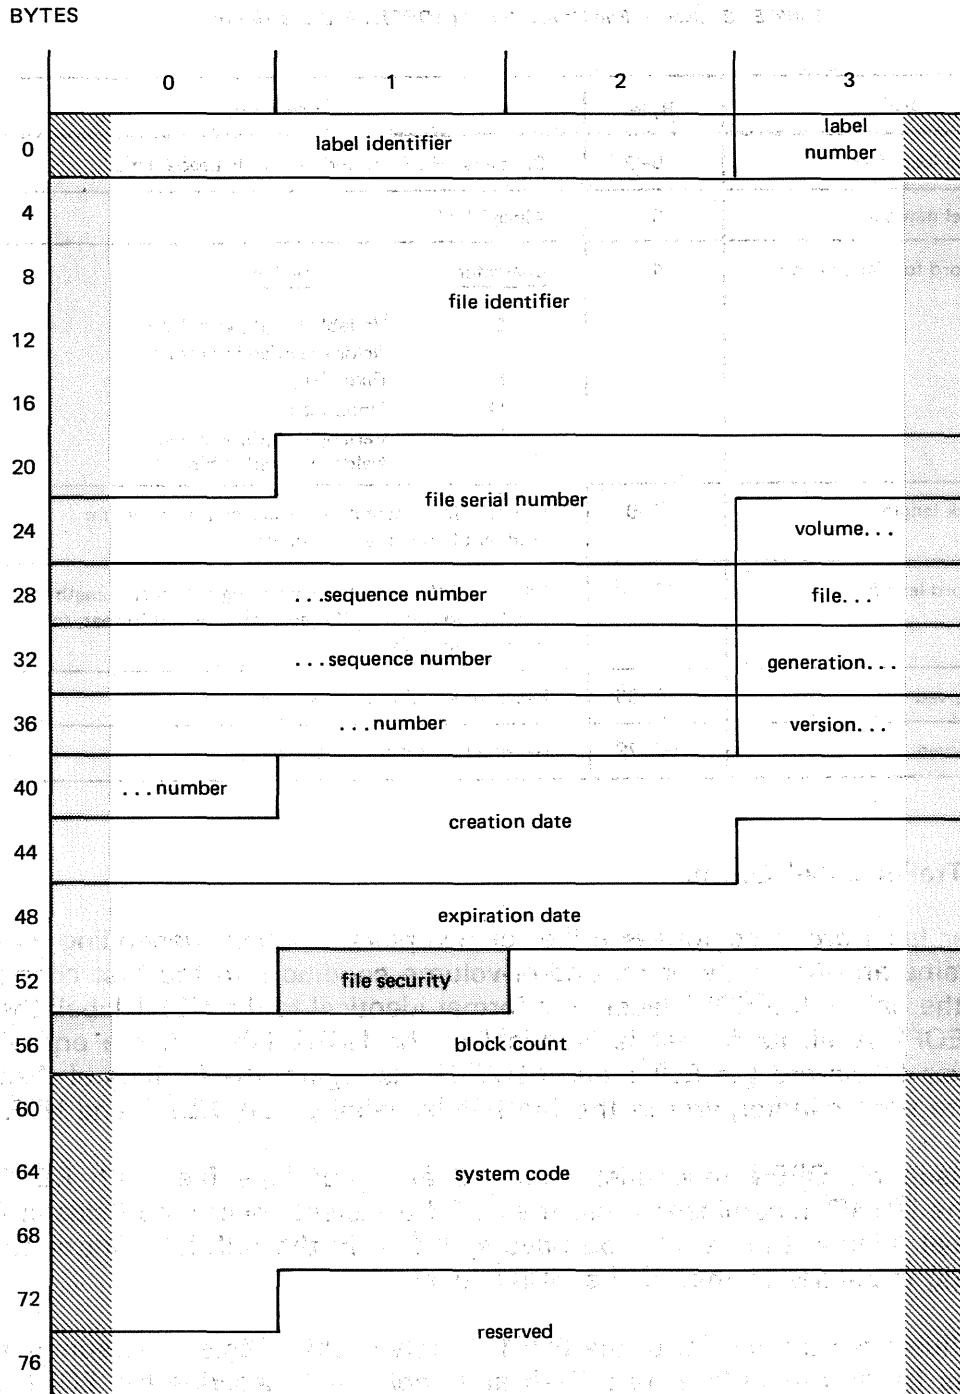 BYTES
0 1 2 3
0 label identifier label number
4
8
file identifier
12
16
20
file serial number
24 volume...
28 ...sequence number file...
32 ...sequence number generation...
36 ...number version...
40 ...number
creation date
44
48 expiration date
52 file security
56 block count
60
64 system code
68
72
reserved
76